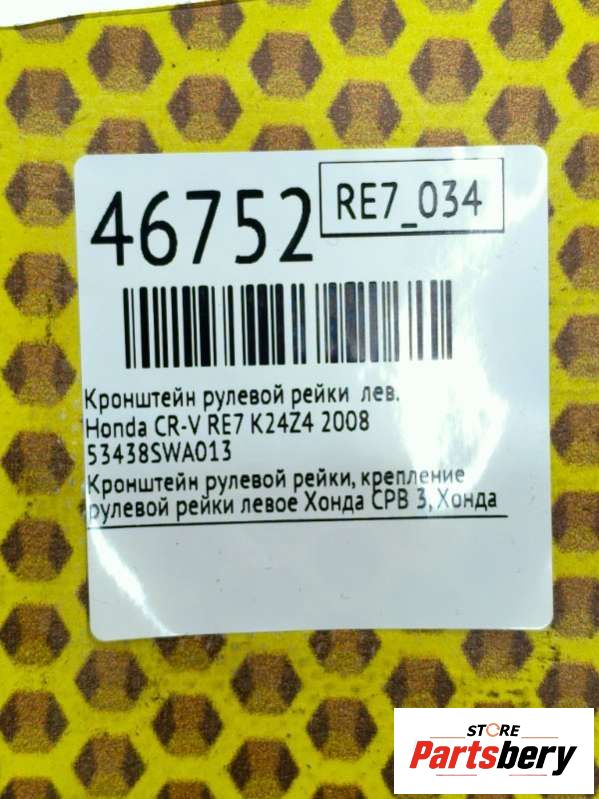 46752
RE7_034
Кронштейн рулевой рейки лев.
Honda CR-V RE7 K24Z4 2008
53438SWA013
Кронштейн рулевой рейки, крепление
рулевой рейки левое Хонда СРВ 3, Хонда
STORE
Partsbery